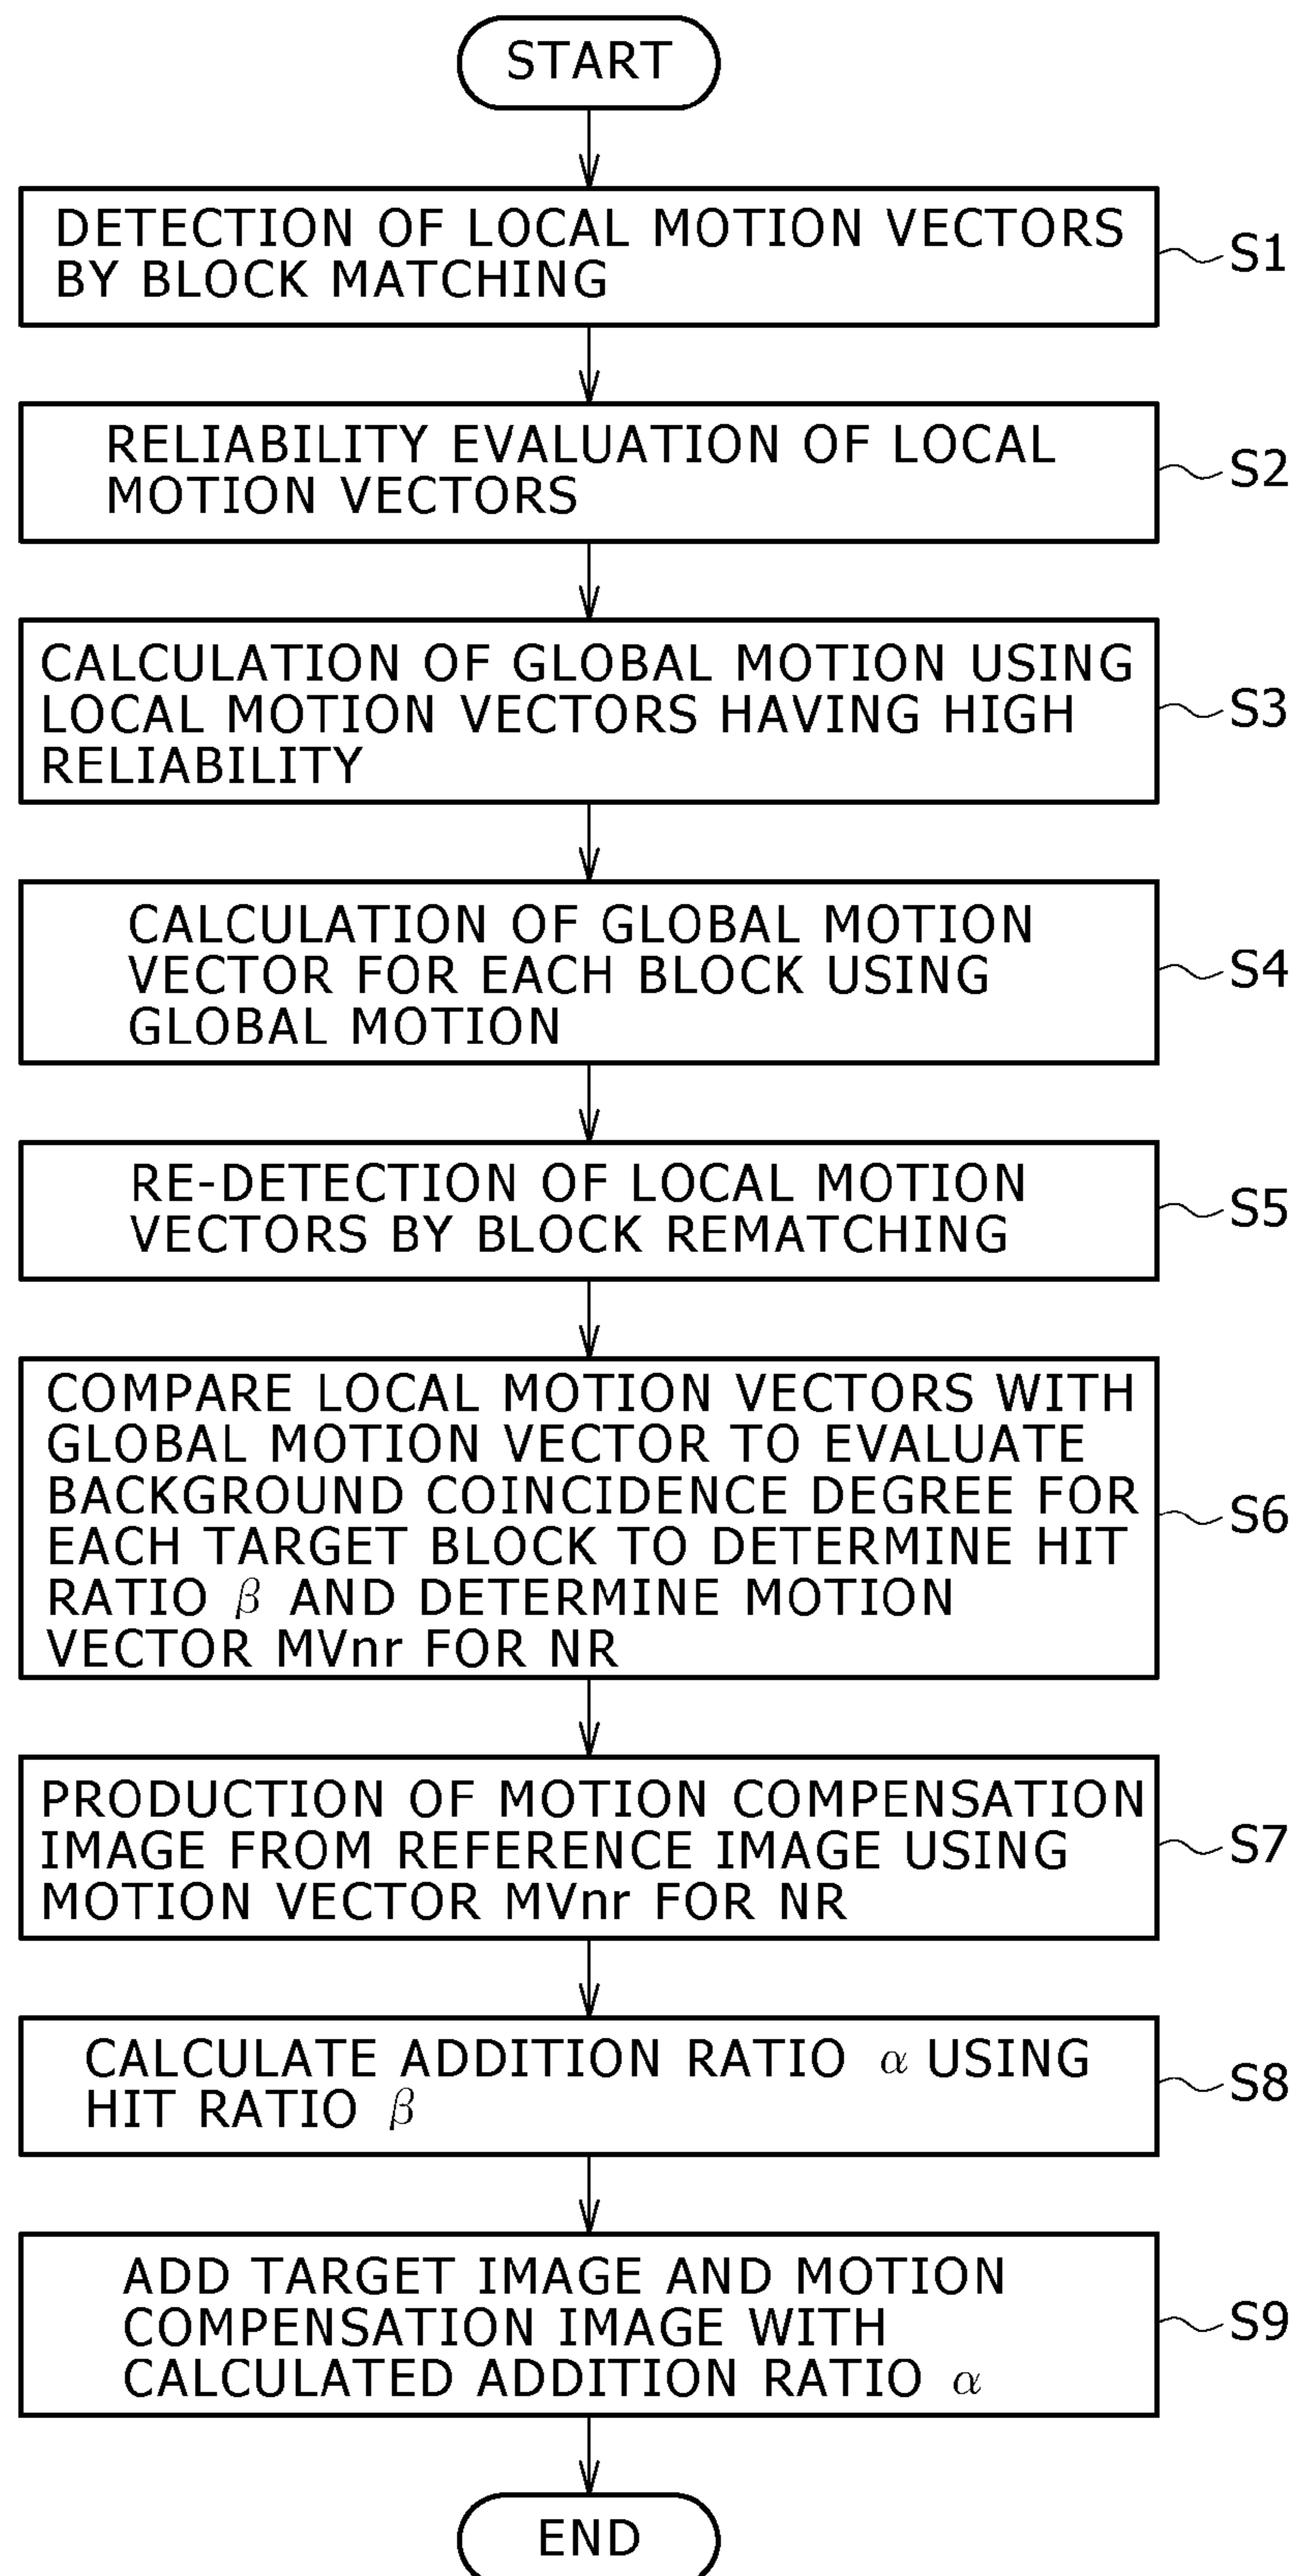 START
DETECTION OF LOCAL MOTION VECTORS
BY BLOCK MATCHING
S1
RELIABILITY EVALUATION OF LOCAL
MOTION VECTORS
S2
CALCULATION OF GLOBAL MOTION USING
LOCAL MOTION VECTORS HAVING HIGH
RELIABILITY
S3
CALCULATION OF GLOBAL MOTION
VECTOR FOR EACH BLOCK USING
GLOBAL MOTION
S4
RE-DETECTION OF LOCAL MOTION
VECTORS BY BLOCK REMATCHING
S5
COMPARE LOCAL MOTION VECTORS WITH
GLOBAL MOTION VECTOR TO EVALUATE
BACKGROUND COINCIDENCE DEGREE FOR
EACH TARGET BLOCK TO DETERMINE HIT
RATIO β AND DETERMINE MOTION
VECTOR MVnr FOR NR
S6
PRODUCTION OF MOTION COMPENSATION
IMAGE FROM REFERENCE IMAGE USING
MOTION VECTOR MVnr FOR NR
S7
CALCULATE ADDITION RATIO α USING
HIT RATIO β
S8
ADD TARGET IMAGE AND MOTION
COMPENSATION IMAGE WITH
CALCULATED ADDITION RATIO α
S9
END